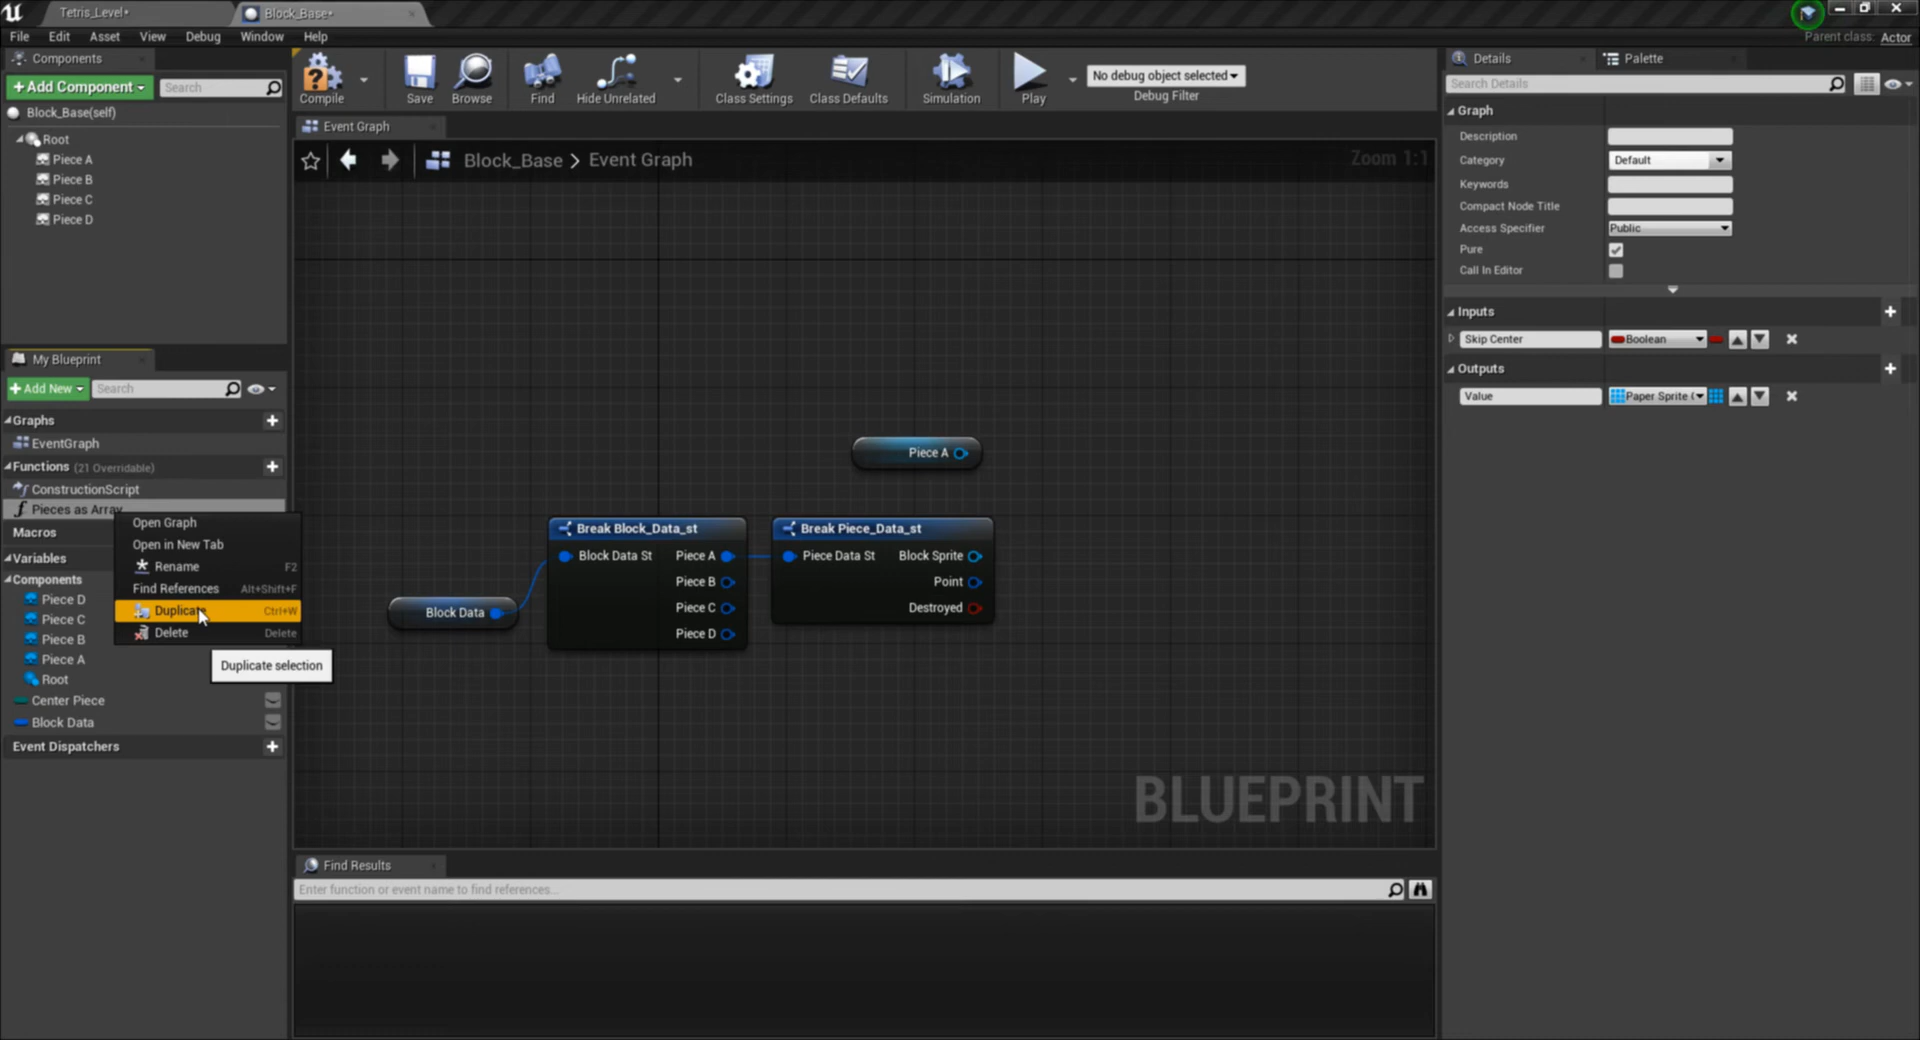 Tetris_Level*
Block_Base*
File Edit Asset View Debug Window Help
Parent class: Actor
Components
+Add Component
Search
Block_Base(self)
Root
Piece A
Piece B
Piece C
Piece D
Compile
Save
Browse
Find
Hide Unrelated
Class Settings
Class Defaults
Simulation
Play
No debug object selected
Debug Filter
Event Graph
Block_Base > Event Graph
Zoom 1:1
My Blueprint
+Add New
Search
Graphs
EventGraph
Functions (21 Overridable)
ConstructionScript
Pieces as Array
Macros
Variables
Components
Piece D
Piece C
Piece B
Piece A
Root
Center Piece
Block Data
Event Dispatchers
Open Graph
Open in New Tab
Rename F2
Find References Alt+Shift+F
Duplicate Ctrl+W
Delete Delete
Duplicate selection
Piece A
Block Data
Break Block_Data_st
Block Data St Piece A
Piece B
Piece C
Piece D
Break Piece_Data_st
Piece Data St Block Sprite
Point
Destroyed
BLUEPRINT
Find Results
Enter function or event name to find references...
Details
Palette
Search Details
Graph
Description
Category Default
Keywords
Compact Node Title
Access Specifier Public
Pure
Call In Editor
Inputs
Skip Center Boolean
Outputs
Value Paper Sprite (